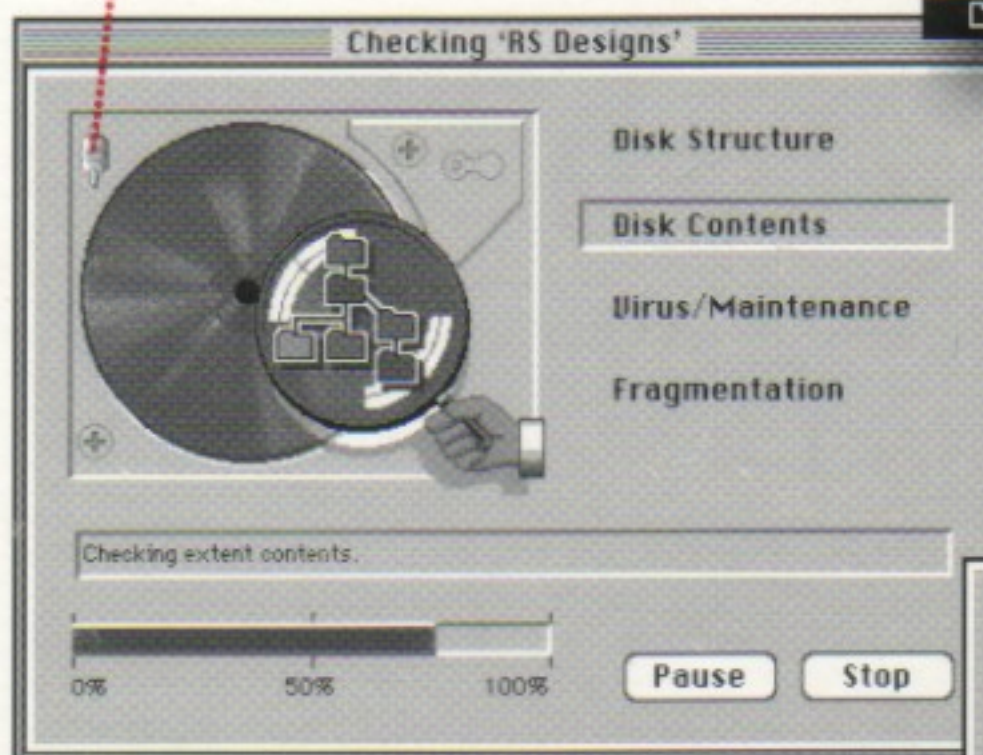 Checking 'RS Designs'
Disk Structure
Disk Contents
Virus/Maintenance
Fragmentation
Checking extent contents.
0% 50% 100%
Pause Stop